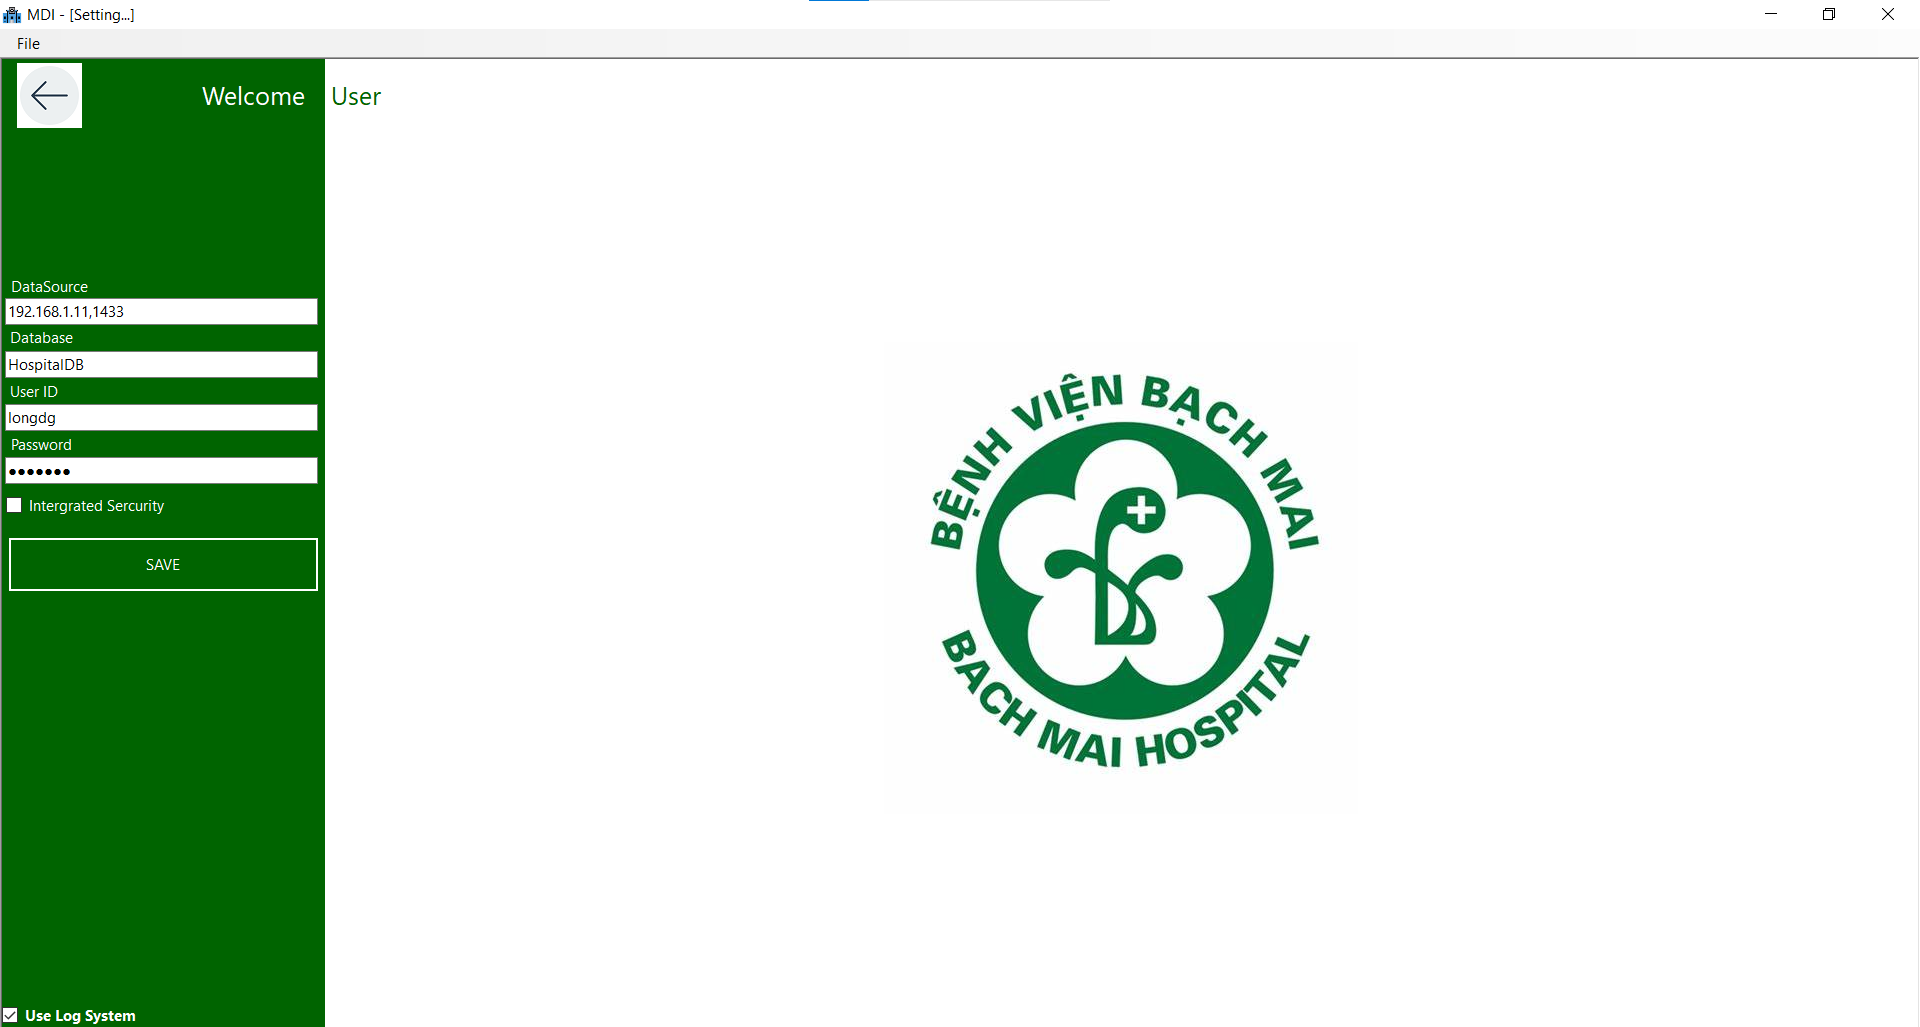 MDI - [Setting...]
File
Welcome User
DataSource
192.168.1.11,1433
Database
HospitalDB
User ID
longdg
Password
●●●●●●●
Intergrated Sercurity
SAVE
BỆNH VIỆN BẠCH MAI
BACH MAI HOSPITAL
Use Log System